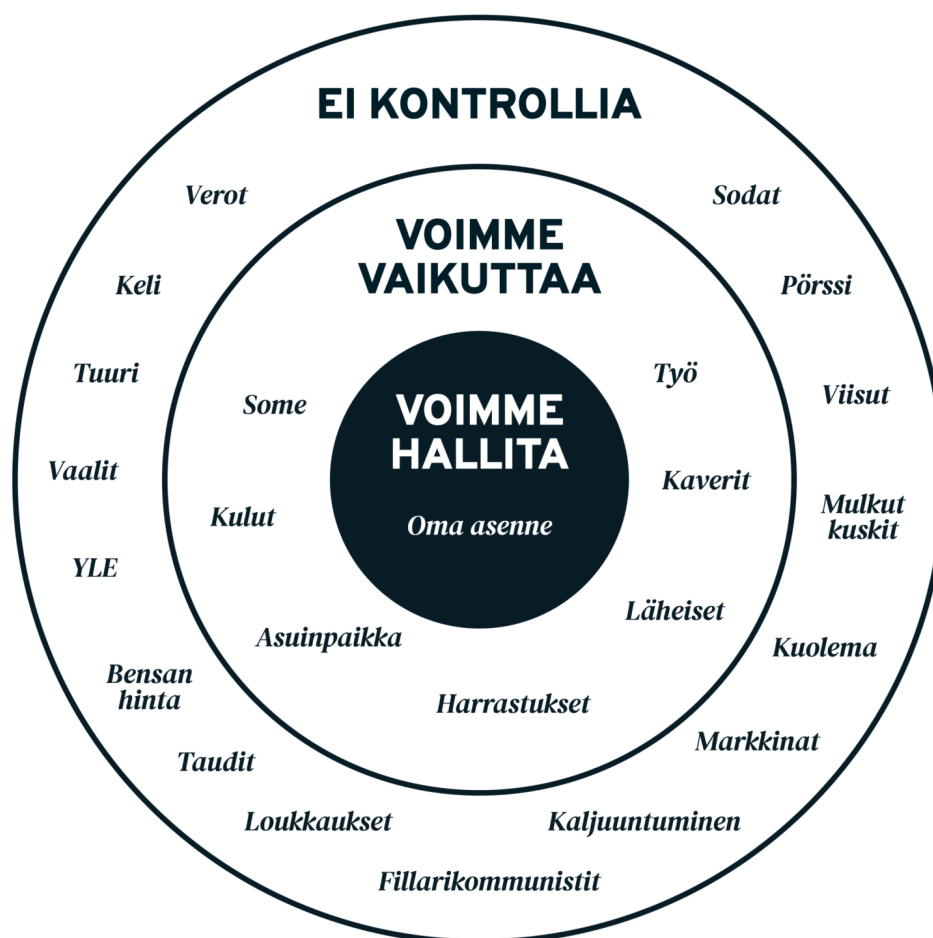 EI KONTROLLIA
Verot
Sodat
VOIMME
VAIKUTTAA
Keli
Pörssi
Tuuri
Työ
Viisut
Some
VOIMME
HALLITA
Vaalit
Kaverit
Mulkut
kuskit
Kulut
Oma asenne
YLE
Läheiset
Asuinpaikka
Kuolema
Bensan
hinta
Harrastukset
Markkinat
Taudit
Loukkaukset
Kaljuuntuminen
Fillarikommunistit